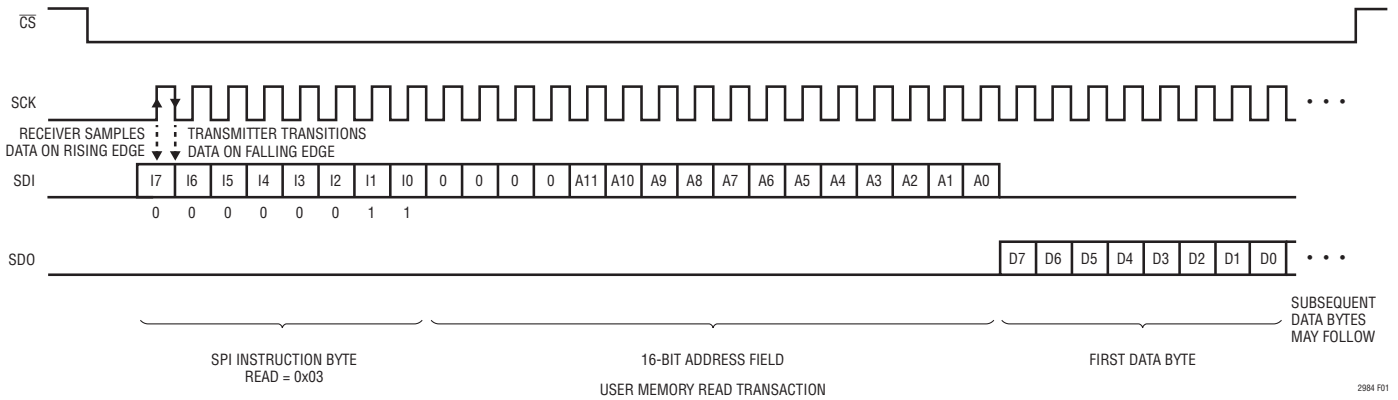 CS
SCK
RECEIVER SAMPLES
DATA ON RISING EDGE
TRANSMITTER TRANSITIONS
DATA ON FALLING EDGE
SDI
I7 I6 I5 I4 I3 I2 I1 I0 0 0 0 0 A11 A10 A9 A8 A7 A6 A5 A4 A3 A2 A1 A0
0 0 0 0 0 0 1 1
SDO
D7 D6 D5 D4 D3 D2 D1 D0
SUBSEQUENT
DATA BYTES
MAY FOLLOW
SPI INSTRUCTION BYTE
READ = 0x03
16-BIT ADDRESS FIELD
FIRST DATA BYTE
USER MEMORY READ TRANSACTION
2984 F01